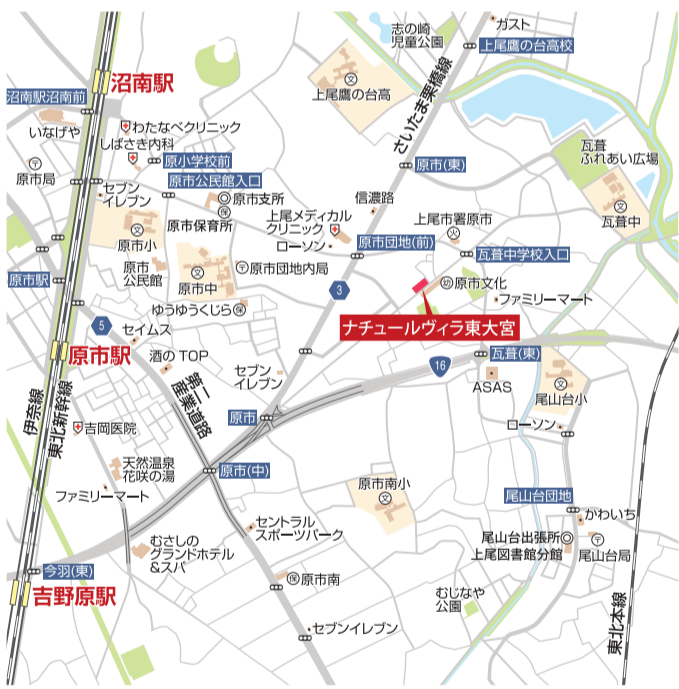 ガスト
志の崎
児童公園
上尾鷹の台高校
沼南駅
さいたま栗橋線
文
上尾鷹の台高
沼南駅沼南前
いなげや
わたなべクリニック
しばさき内科
原小学校前
原市(東)
瓦葺
ふれあい広場
原市局
セブン
イレブン
原市公民館入口
原市支所
保
原市保育所
信濃路
文
瓦葺中
上尾メディカル
クリニック
ローソン
上尾市署原市
火
文
原市小
原市団地(前)
瓦葺中学校入口
原市
公民館
文
原市中
原市団地内局
原市駅
3
幼
原市文化
ファミリーマート
ゆうゆうくじら
保
ナチュールヴィラ東大宮
5
セイムス
原市駅
酒のTOP
瓦葺(東)
16
セブン
イレブン
ASAS
文
尾山台小
第二
産業道路
伊奈線
東北新幹線
原市
ローソン
吉岡医院
天然温泉
花咲の湯
原市(中)
ファミリーマート
原市南小
文
尾山台団地
かわいち
セントラル
スポーツパーク
尾山台出張所
上尾図書館分館
尾山台局
むさしの
グランドホテル
&スパ
今羽(東)
吉野原駅
保
原市南
むじなや
公園
東北本線
セブンイレブン